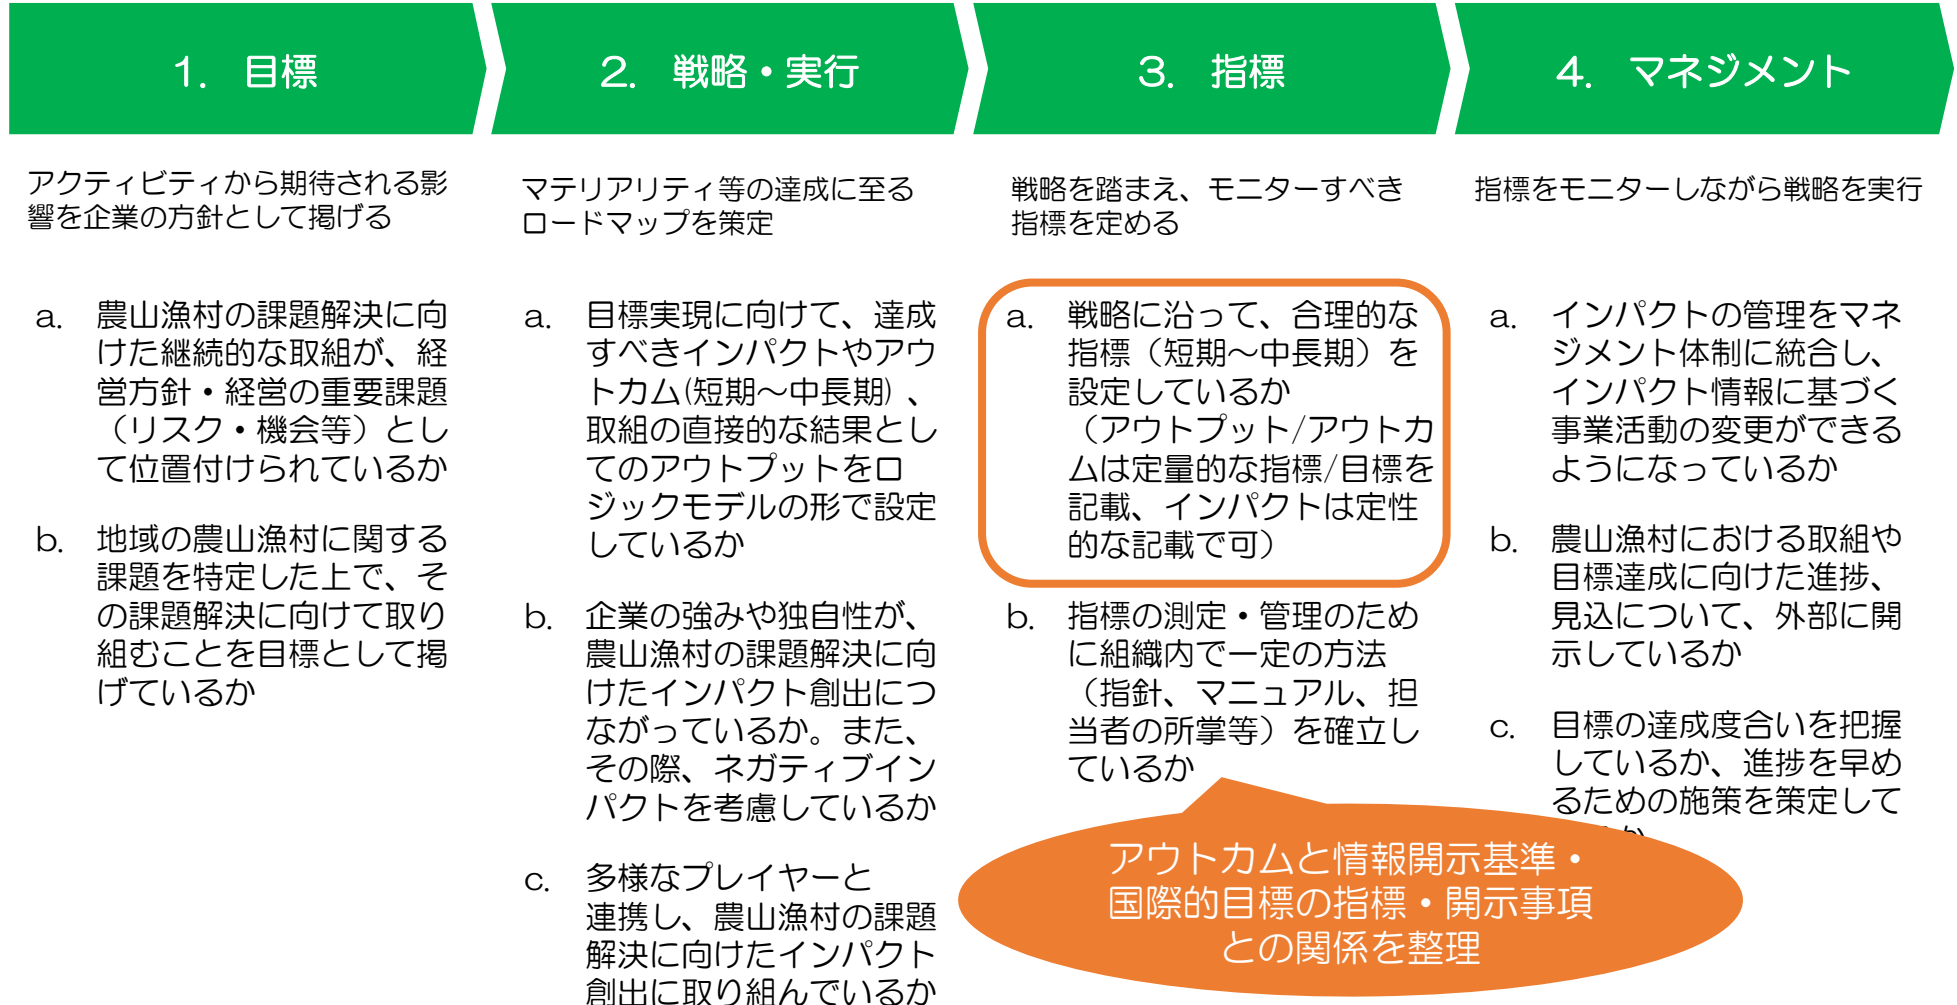 1. 目標
2. 戦略・実行
3. 指標
4. マネジメント
アクティビティから期待される影
響を企業の方針として掲げる
マテリアリティ等の達成に至る
ロードマップを策定
戦略を踏まえ、モニターすべき
指標を定める
指標をモニターしながら戦略を実行
a. 農山漁村の課題解決に向
けた継続的な取組が、経
営方針・経営の重要課題
（リスク・機会等）とし
て位置付けられているか
b. 地域の農山漁村に関する
課題を特定した上で、そ
の課題解決に向けて取り
組むことを目標として掲
げているか
a. 目標実現に向けて、達成
すべきインパクトやアウ
トカム(短期～中長期)、
取組の直接的な結果とし
てのアウトプットをロ
ジックモデルの形で設定
しているか
b. 企業の強みや独自性が、
農山漁村の課題解決に向
けたインパクト創出につ
ながっているか。また、
その際、ネガティブイン
パクトを考慮しているか
c. 多様なプレイヤーと
連携し、農山漁村の課題
解決に向けたインパクト
創出に取り組んでいるか
a. 戦略に沿って、合理的な
指標（短期～中長期）を
設定しているか
（アウトプット/アウトカ
ムは定量的な指標/目標を
記載、インパクトは定性
的な記載で可）
b. 指標の測定・管理のため
に組織内で一定の方法
（指針、マニュアル、担
当者の所掌等）を確立し
ているか
アウトカムと情報開示基準・
国際的目標の指標・開示事項
との関係を整理
a. インパクトの管理をマネ
ジメント体制に統合し、
インパクト情報に基づく
事業活動の変更ができる
ようになっているか
b. 農山漁村における取組や
目標達成に向けた進捗、
見込について、外部に開
示しているか
c. 目標の達成度合いを把握
しているか、進捗を早め
るための施策を策定して
か